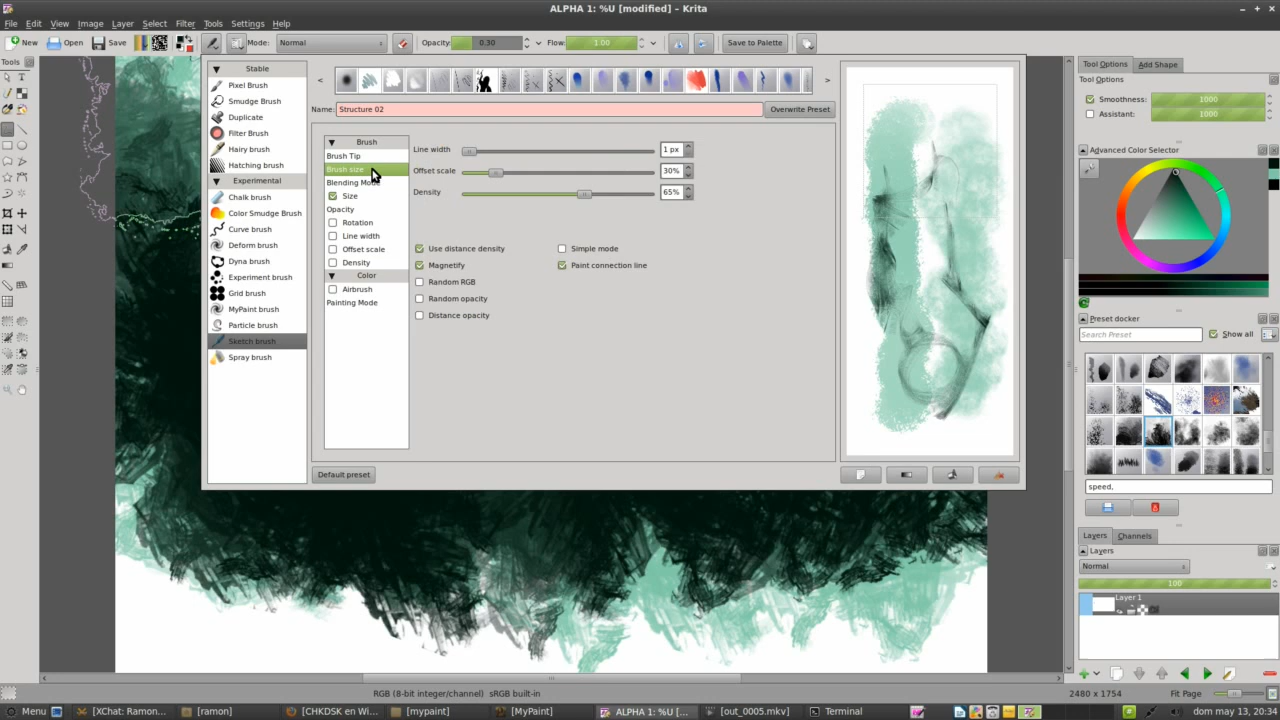 ALPHA 1: %U [modified] – Krita
File Edit View Image Layer Select Filter Tools Settings Help
New Open Save Mode: Normal Opacity: 0.30 Flow: 1.00 Save to Palette
Tools
Stable
Pixel Brush
Smudge Brush
Duplicate
Filter Brush
Hairy brush
Hatching brush
Experimental
Chalk brush
Color Smudge Brush
Curve brush
Deform brush
Dyna brush
Experiment brush
Grid brush
MyPaint brush
Particle brush
Sketch brush
Spray brush
< >
Name: Structure 02 Overwrite Preset
Brush
Brush Tip
Brush size
Blending Mode
Size
Opacity
Rotation
Line width
Offset scale
Density
Color
Airbrush
Painting Mode
Line width 1 px
Offset scale 30%
Density 65%
Use distance density Simple mode
Magnetify Paint connection line
Random RGB
Random opacity
Distance opacity
Default preset
Tool Options Add Shape
Tool Options
Smoothness: 1000
Assistant: 1000
Advanced Color Selector
Preset docker
Search Preset Show all
speed,
Layers Channels
Layers
Normal
100
Layer 1
RGB (8-bit integer/channel) sRGB built-in 2480 x 1754 Fit Page
Menu [XChat: Ramon... [ramon] [CHKDSK en Wi... [mypaint] [MyPaint] ALPHA 1: %U [... [out_0005.mkv] Terminal dom may 13, 20:34